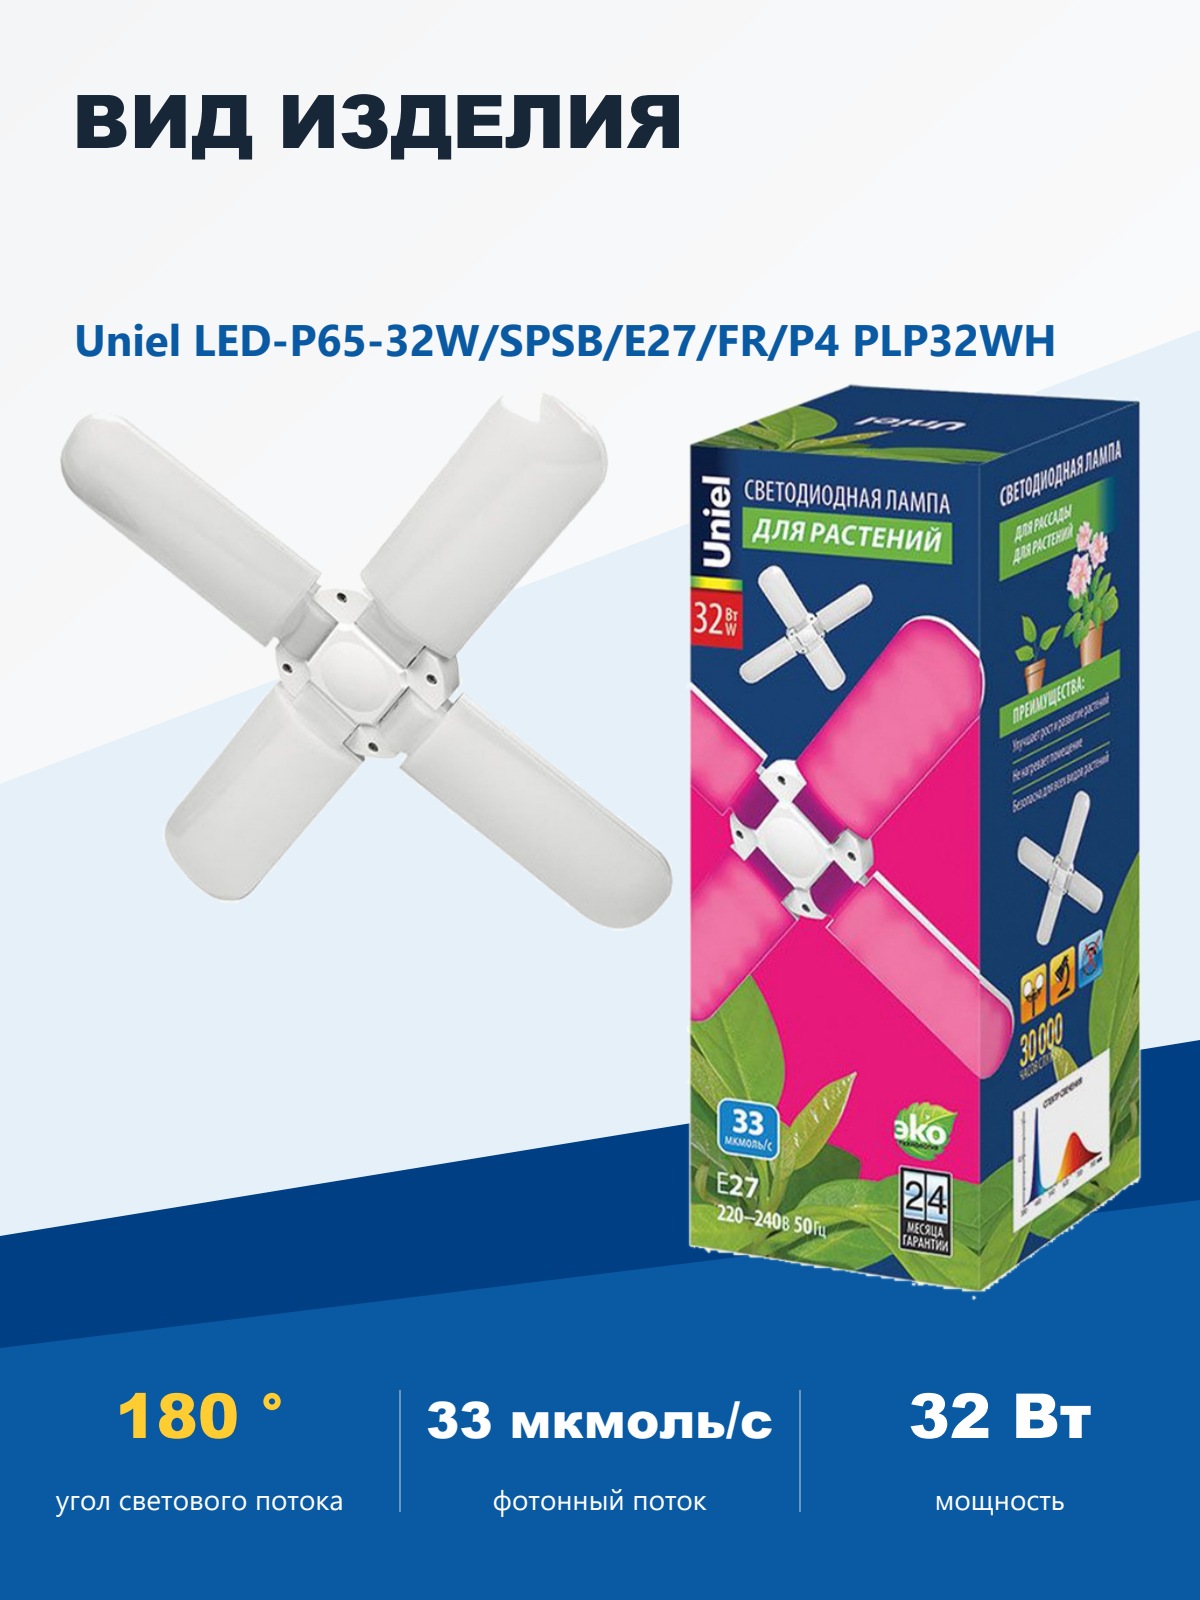 ВИД ИЗДЕЛИЯ
Uniel LED-P65-32W/SPSB/E27/FR/P4 PLP32WH
Uniel
Uniel
СВЕТОДИОДНАЯ ЛАМПА
ДЛЯ РАСТЕНИЙ
32 Вт W
СВЕТОДИОДНАЯ ЛАМПА
ДЛЯ РАССАДЫ
ДЛЯ РАСТЕНИЙ
ПРЕИМУЩЕСТВА:
Улучшает рост и развитие растений
Не нагревает помещение
Безопасна для всех видов растений
30 000
33
мкмоль/с
эко
E27
220–240В 50Гц
24
МЕСЯЦА
ГАРАНТИИ
180 °
угол светового потока
33 мкмоль/с
фотонный поток
32 Вт
мощность